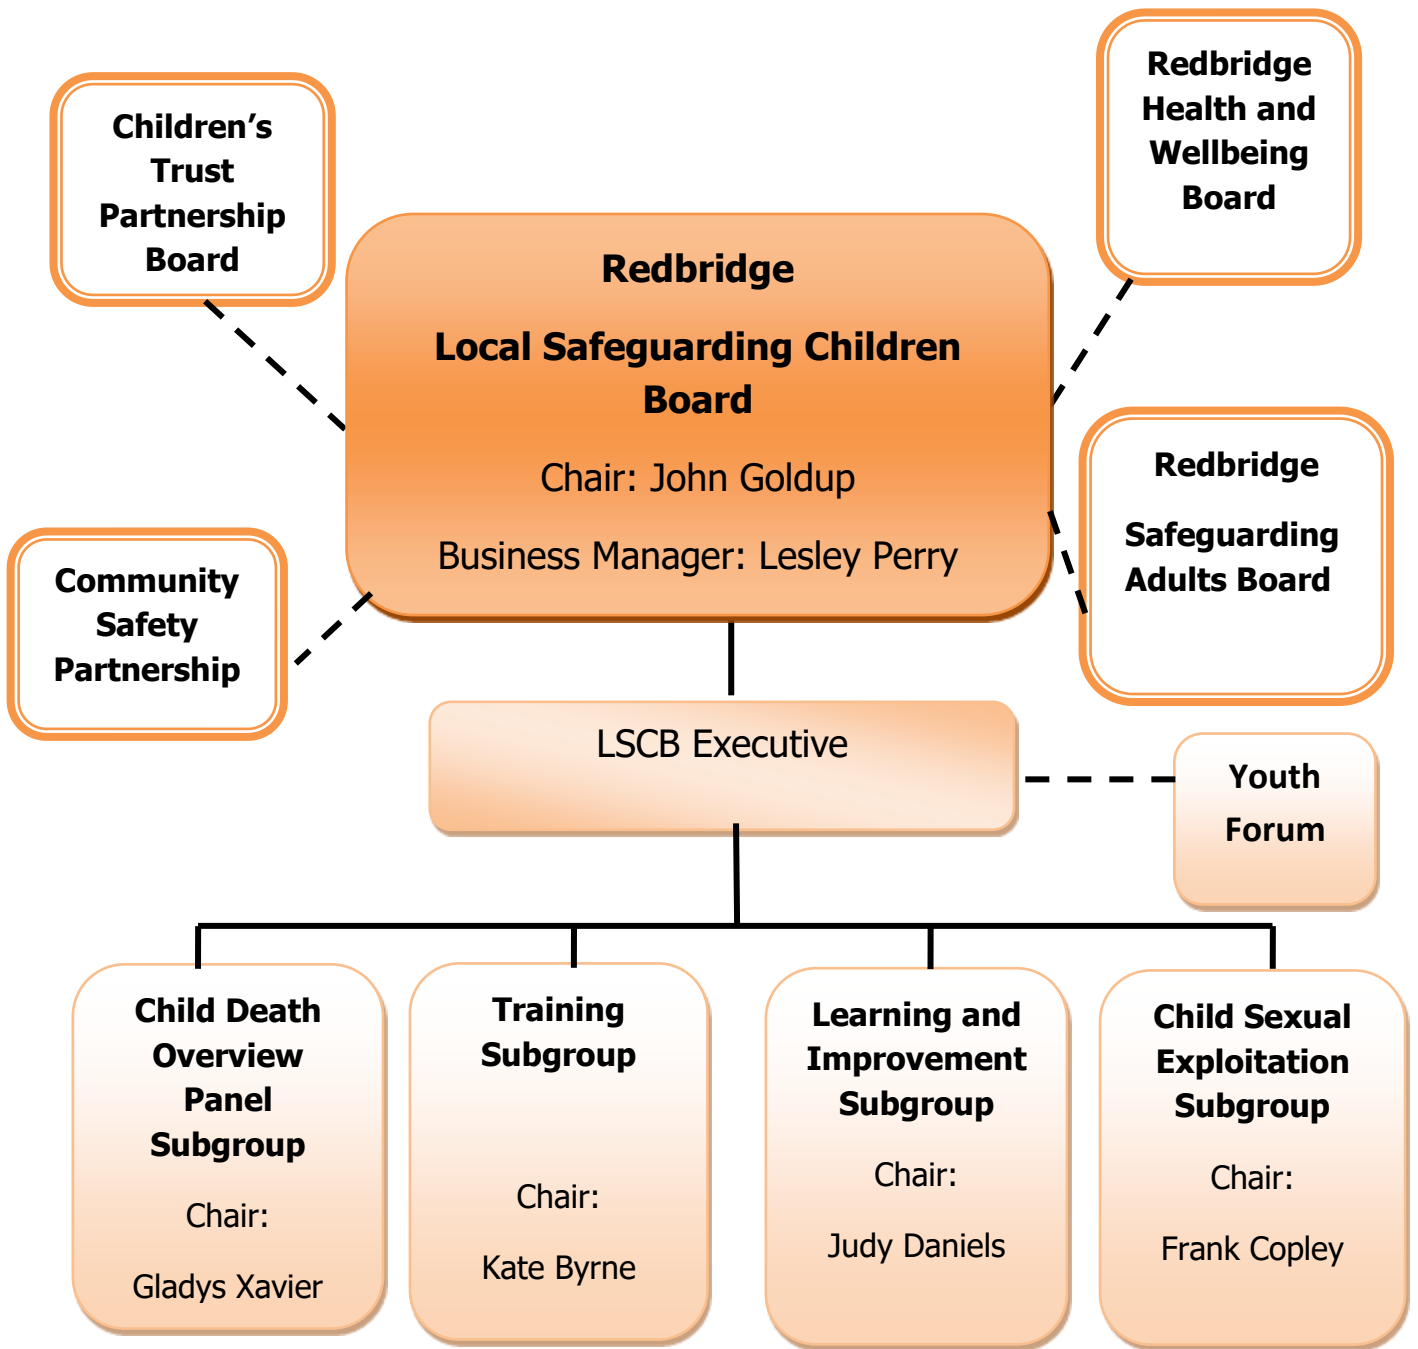 Children's
Trust
Partnership
Board
Redbridge
Health and
Wellbeing
Board
Redbridge
Local Safeguarding Children
Board
Chair: John Goldup
Business Manager: Lesley Perry
Redbridge
Safeguarding
Adults Board
Community
Safety
Partnership
LSCB Executive
Youth
Forum
Child Death
Overview
Panel
Subgroup
Chair:
Gladys Xavier
Training
Subgroup
Chair:
Kate Byrne
Learning and
Improvement
Subgroup
Chair:
Judy Daniels
Child Sexual
Exploitation
Subgroup
Chair:
Frank Copley